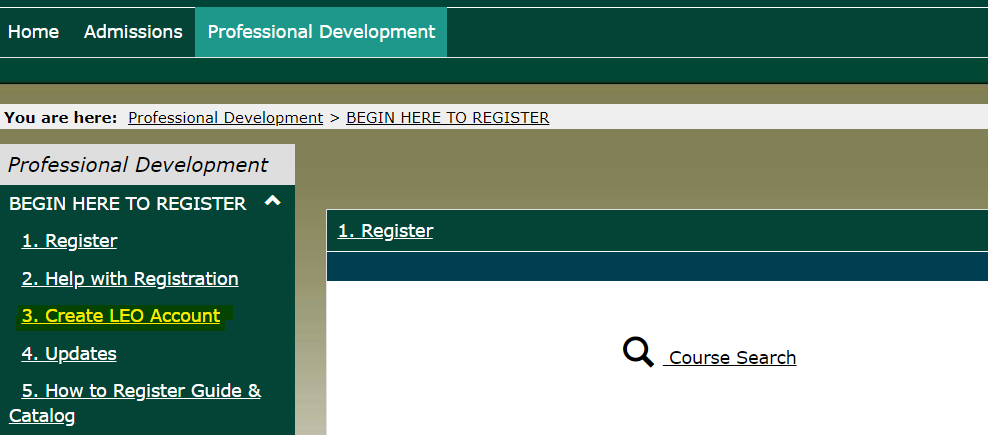 Home Admissions Professional Development
You are here: Professional Development > BEGIN HERE TO REGISTER
Professional Development
BEGIN HERE TO REGISTER
1. Register
2. Help with Registration
3. Create LEO Account
4. Updates
5. How to Register Guide &
Catalog
1. Register
Course Search